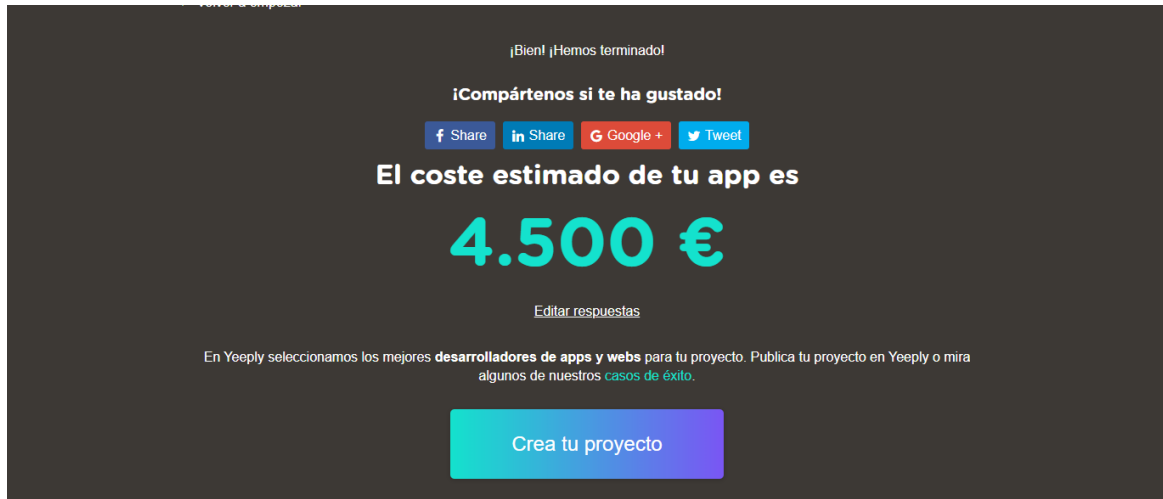 Volver a empezar
¡Bien! ¡Hemos terminado!
¡Compártenos si te ha gustado!
Share Share Google + Tweet
El coste estimado de tu app es
4.500 €
Editar respuestas
En Yeeply seleccionamos los mejores desarrolladores de apps y webs para tu proyecto. Publica tu proyecto en Yeeply o mira
algunos de nuestros casos de éxito.
Crea tu proyecto